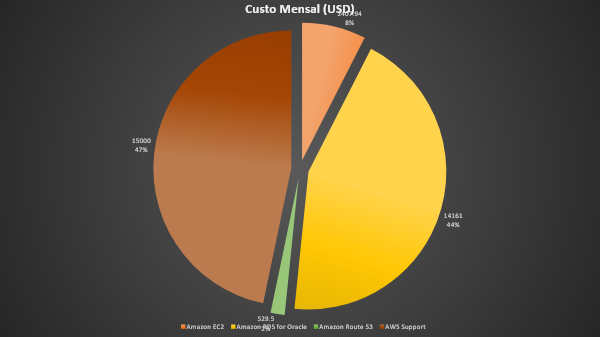 Custo Mensal (USD)
8%
15000
47%
14161
44%
529.5
Amazon EC2
Amazon RDS for Oracle
Amazon Route 53
AWS Support